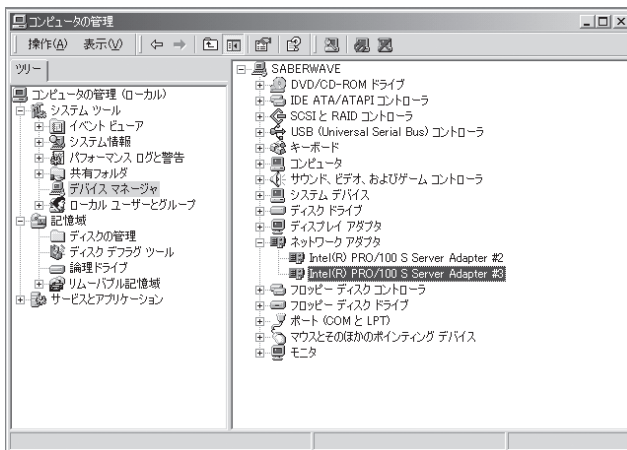 コンピュータの管理
操作(A) 表示(V)
ツリー
コンピュータの管理 (ローカル)
システム ツール
イベント ビューア
システム情報
パフォーマンス ログと警告
共有フォルダ
デバイス マネージャ
ローカル ユーザーとグループ
記憶域
ディスクの管理
ディスク デフラグ ツール
論理ドライブ
リムーバブル記憶域
サービスとアプリケーション
SABERWAVE
DVD/CD-ROM ドライブ
IDE ATA/ATAPI コントローラ
SCSI と RAID コントローラ
USB (Universal Serial Bus) コントローラ
キーボード
コンピュータ
サウンド、ビデオ、およびゲーム コントローラ
システム デバイス
ディスク ドライブ
ディスプレイ アダプタ
ネットワーク アダプタ
Intel(R) PRO/100 S Server Adapter #2
Intel(R) PRO/100 S Server Adapter #3
フロッピー ディスク コントローラ
フロッピー ディスク ドライブ
ポート (COM と LPT)
マウスとそのほかのポインティング デバイス
モニタ